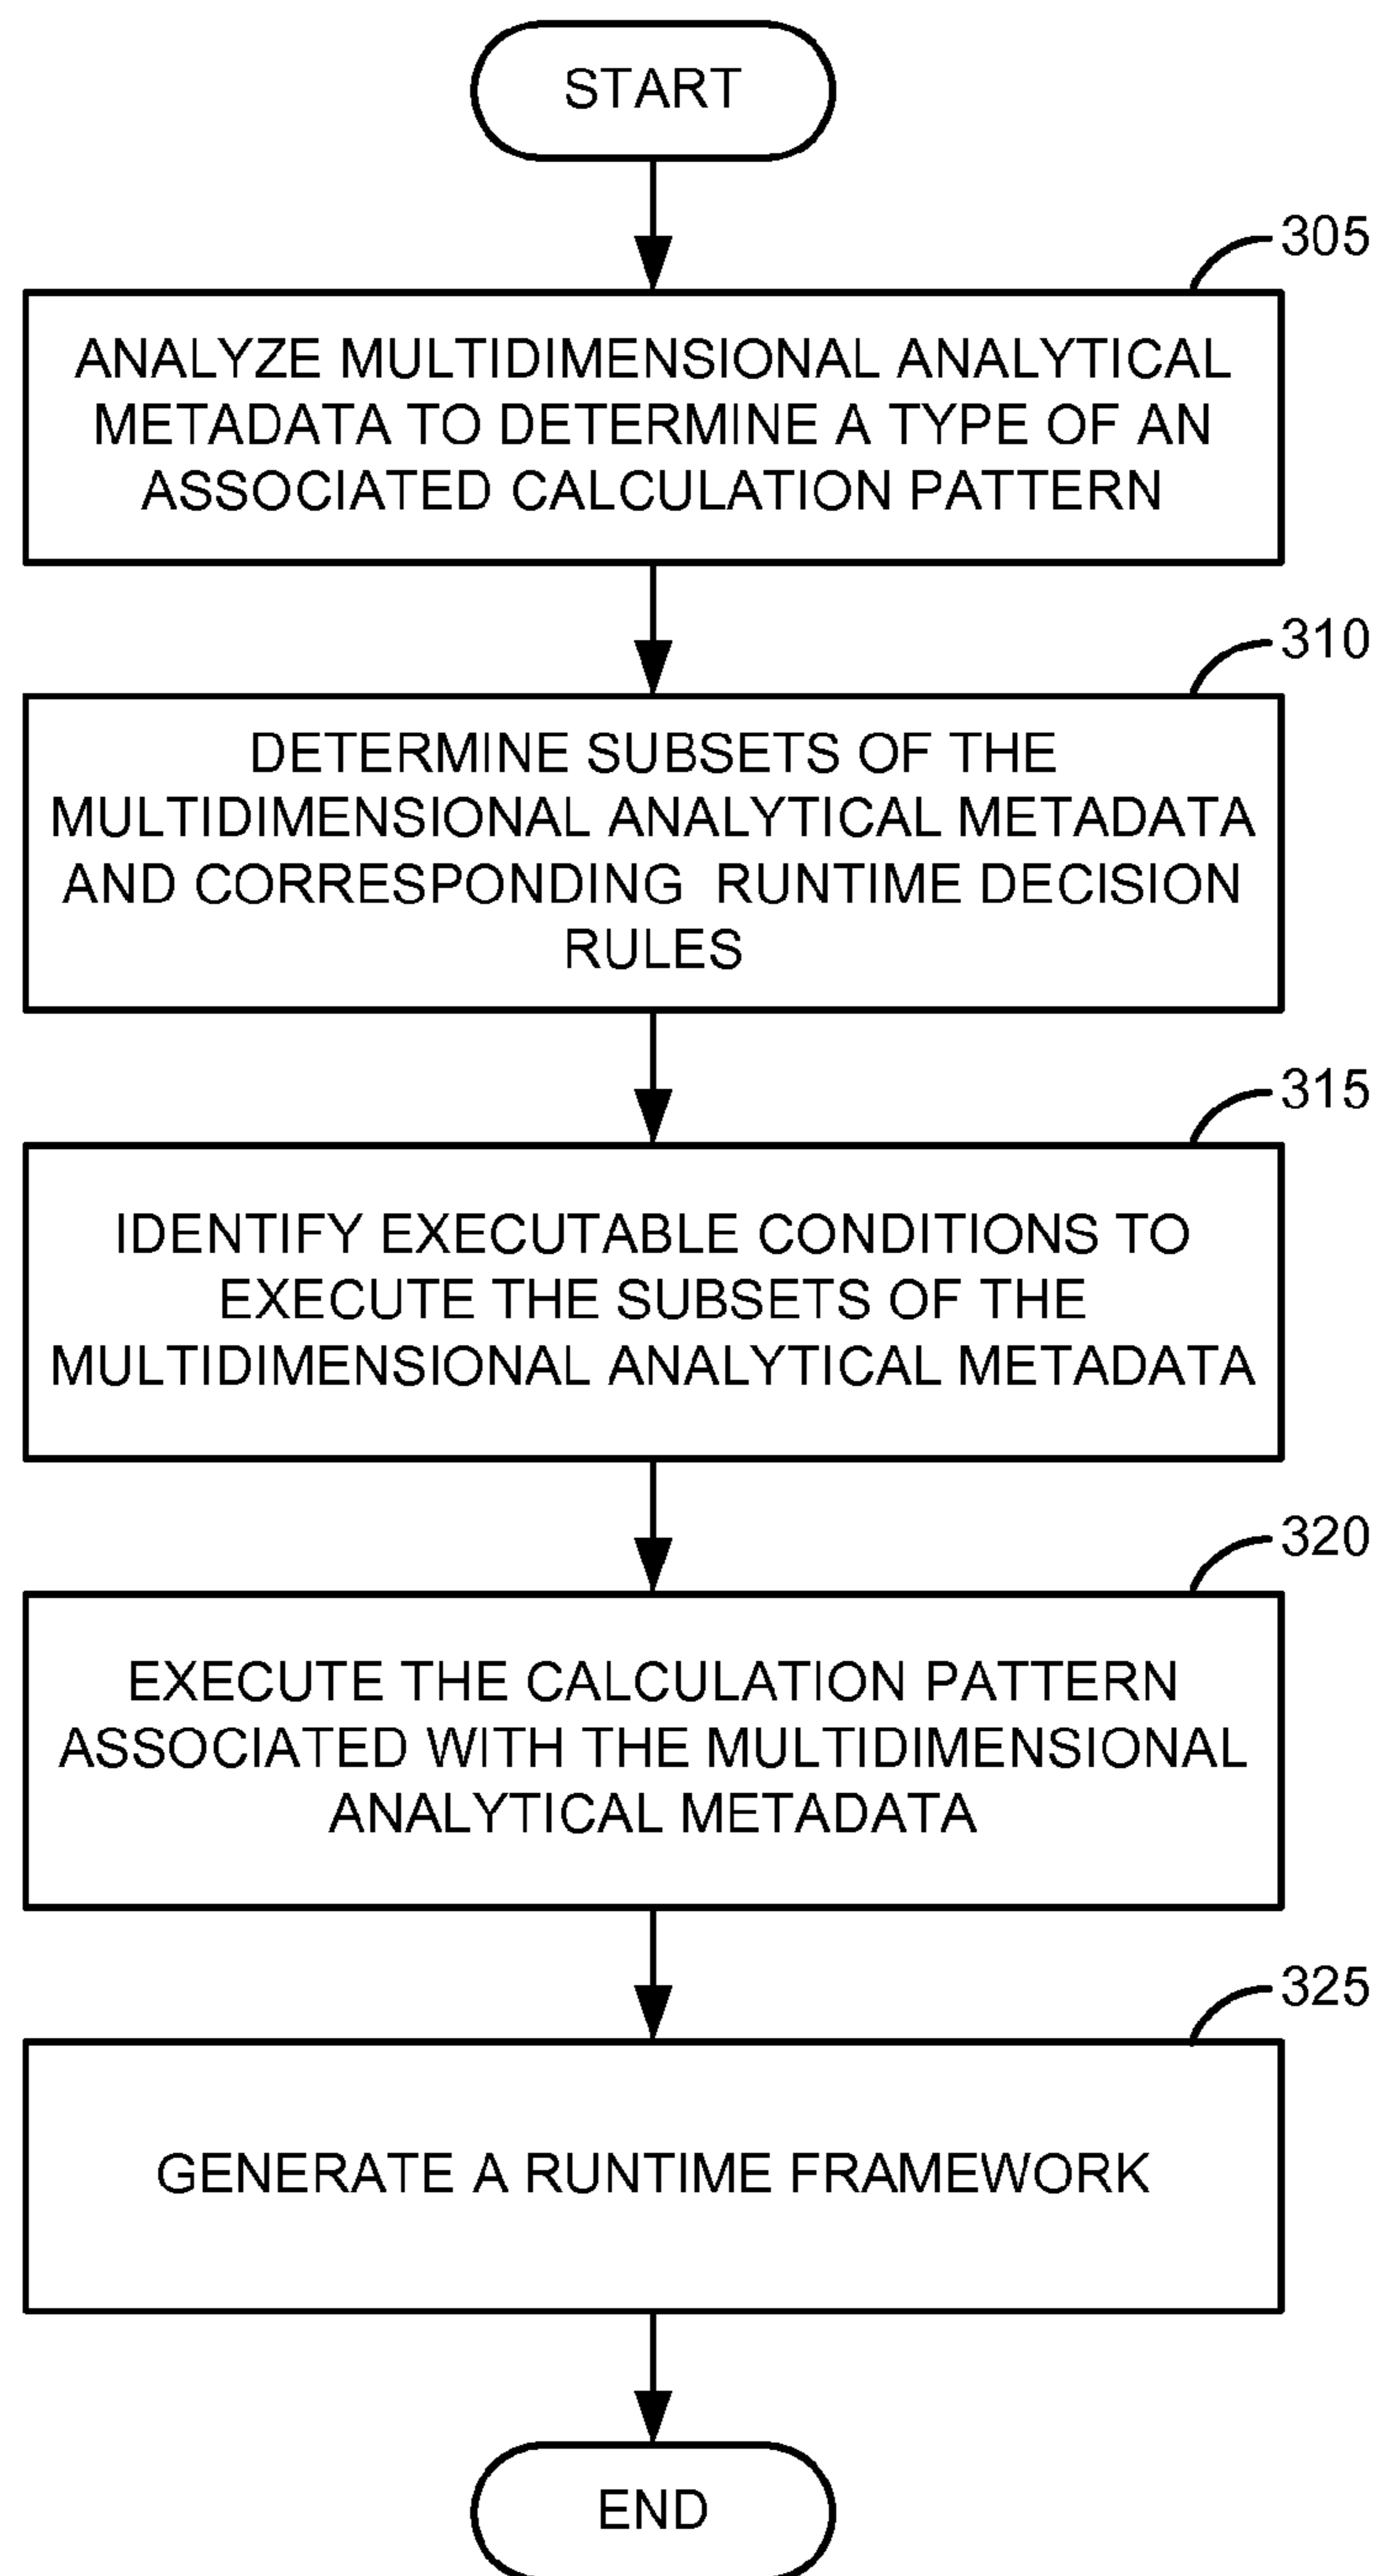 START
305
ANALYZE MULTIDIMENSIONAL ANALYTICAL
METADATA TO DETERMINE A TYPE OF AN
ASSOCIATED CALCULATION PATTERN
310
DETERMINE SUBSETS OF THE
MULTIDIMENSIONAL ANALYTICAL METADATA
AND CORRESPONDING RUNTIME DECISION
RULES
315
IDENTIFY EXECUTABLE CONDITIONS TO
EXECUTE THE SUBSETS OF THE
MULTIDIMENSIONAL ANALYTICAL METADATA
320
EXECUTE THE CALCULATION PATTERN
ASSOCIATED WITH THE MULTIDIMENSIONAL
ANALYTICAL METADATA
325
GENERATE A RUNTIME FRAMEWORK
END